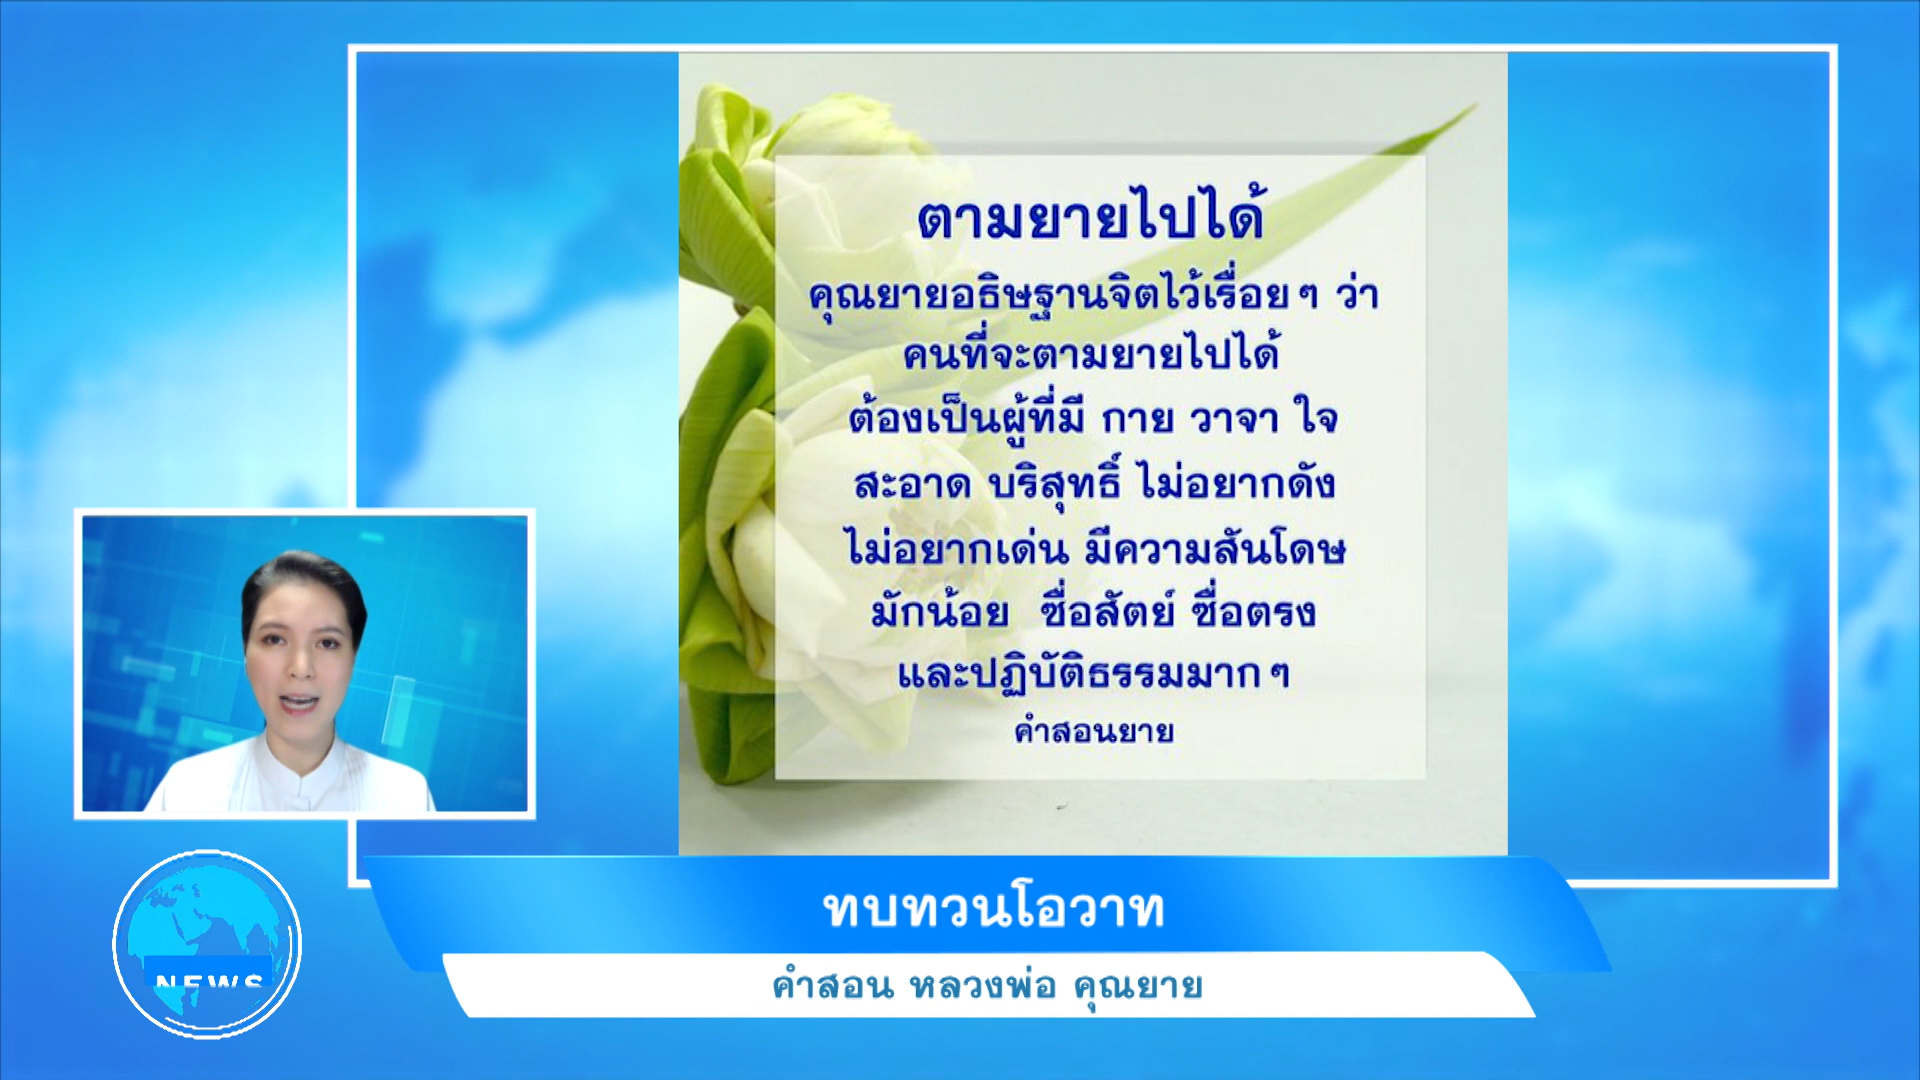 ตามยายไปได้
คุณยายอธิษฐานจิตไว้เรื่อยๆ ว่า
คนที่จะตามยายไปได้
ต้องเป็นผู้ที่มี กาย วาจา ใจ
สะอาด บริสุทธิ์ ไม่อยากดัง
ไม่อยากเด่น มีความสันโดษ
มักน้อย ซื่อสัตย์ ซื่อตรง
และปฏิบัติธรรมมากๆ
คำสอนยาย
NEWS
ทบทวนโอวาท
คำสอน หลวงพ่อ คุณยาย